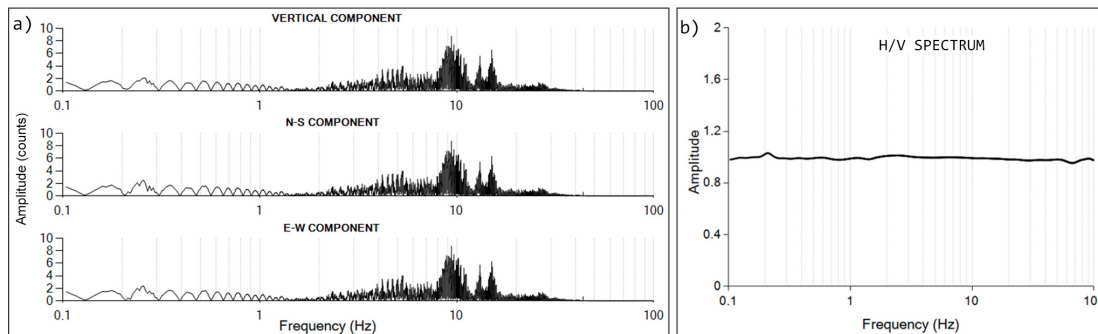 a)
VERTICAL COMPONENT
10
8
6
4
2
0
0.1 1 10 100
N-S COMPONENT
10
8
6
4
2
0
0.1 1 10 100
E-W COMPONENT
10
8
6
4
2
0
0.1 1 10 100
Amplitude (counts)
Frequency (Hz)
b)
H/V SPECTRUM
2
1.6
1.2
0.8
0.4
0
0.1 1 10 10
Amplitude
Frequency (Hz)